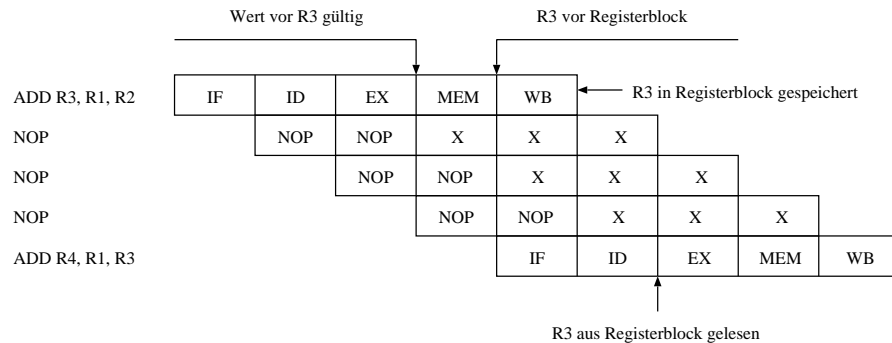 Wert vor R3 gültig
R3 vor Registerblock
ADD R3, R1, R2 IF ID EX MEM WB R3 in Registerblock gespeichert
NOP NOP NOP X X X
NOP NOP NOP X X X
NOP NOP NOP X X X
ADD R4, R1, R3 IF ID EX MEM WB
R3 aus Registerblock gelesen